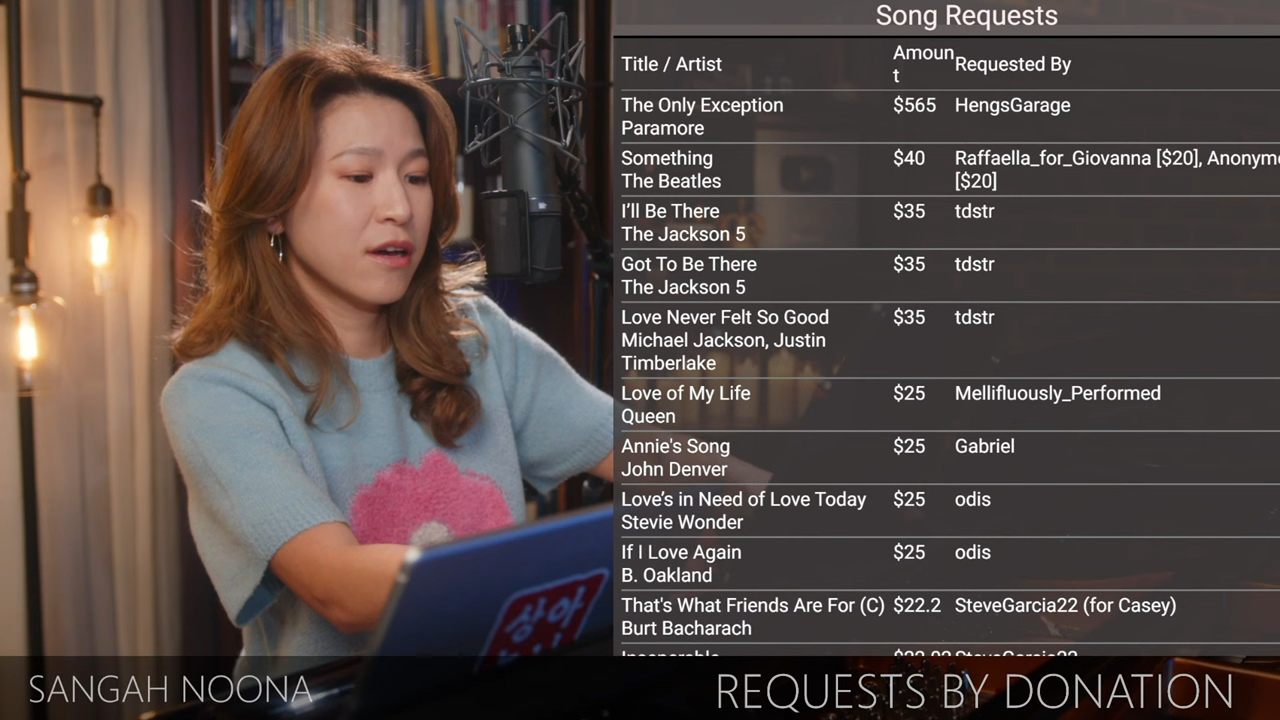 Song Requests
Title / Artist
Amoun
t
Requested By
The Only Exception
Paramore
$565
HengsGarage
Something
The Beatles
$40
Raffaella_for_Giovanna [$20],
[$20]
I'll Be There
The Jackson 5
$35
tdstr
Got To Be There
The Jackson 5
$35
tdstr
Love Never Felt So Good
Michael Jackson, Justin
Timberlake
$35
tdstr
Love of My Life
Queen
$25
Mellifluously_Performed
Annie's Song
John Denver
$25
Gabriel
Love's in Need of Love Today
Stevie Wonder
$25
odis
If I Love Again
B. Oakland
$25
odis
That's What Friends Are For (C)
Burt Bacharach
$22.2
SteveGarcia22 (for Casey)
상아
SANGAH NOONA
REQUESTS BY DONATION